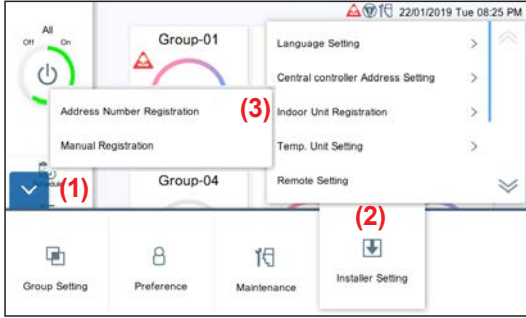 22/01/2019 Tue 08:25 PM
All
Off On
Group-01
Language Setting
Central controller Address Setting
(3)
Indoor Unit Registration
Address Number Registration
Manual Registration
Temp. Unit Setting
Remote Setting
Schedule
(1)
Group-04
(2)
Group Setting
Preference
Maintenance
Installer Setting